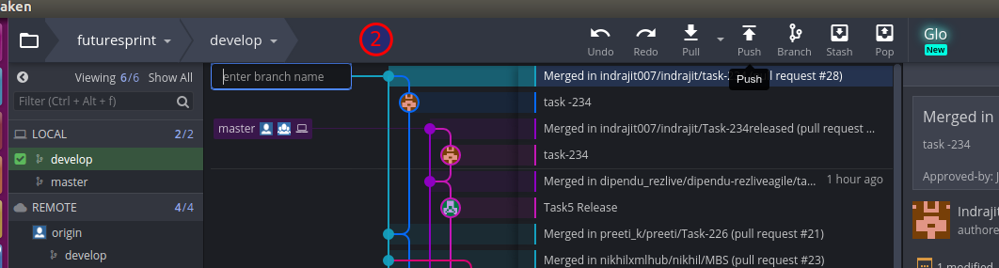 aken
futuresprint
develop
2
Undo
Redo
Pull
Push
Branch
Stash
Pop
Glo
New
Viewing 6/6 Show All
enter branch name
Merged in indrajit007/indrajit/task-2 ll request #28)
Push
Filter (Ctrl + Alt + f)
task -234
LOCAL 2/2
master
Merged in indrajit007/indrajit/Task-234released (pull request ...
Merged in
task -234
develop
task-234
master
Merged in dipendu_rezlive/dipendu-rezliveagile/ta... 1 hour ago
Approved-by: J
REMOTE 4/4
Task5 Release
Indrajit
authore
origin
Merged in preeti_k/preeti/Task-226 (pull request #21)
develop
Merged in nikhilxmlhub/nikhil/MBS (pull request #23)
1 modified